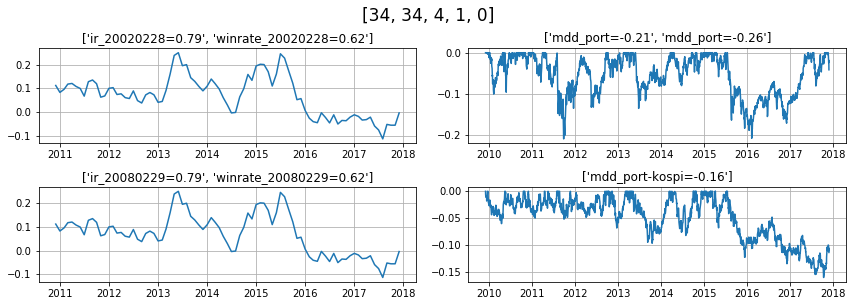 [34, 34, 4, 1, 0]
['ir_20020228=0.79', 'winrate_20020228=0.62']
0.2
0.1
0.0
−0.1
2011 2012 2013 2014 2015 2016 2017 2018
['mdd_port=-0.21', 'mdd_port=-0.26']
0.0
−0.1
−0.2
2010 2011 2012 2013 2014 2015 2016 2017 2018
['ir_20080229=0.79', 'winrate_20080229=0.62']
0.2
0.1
0.0
−0.1
2011 2012 2013 2014 2015 2016 2017 2018
['mdd_port-kospi=-0.16']
0.00
−0.05
−0.10
−0.15
2010 2011 2012 2013 2014 2015 2016 2017 2018